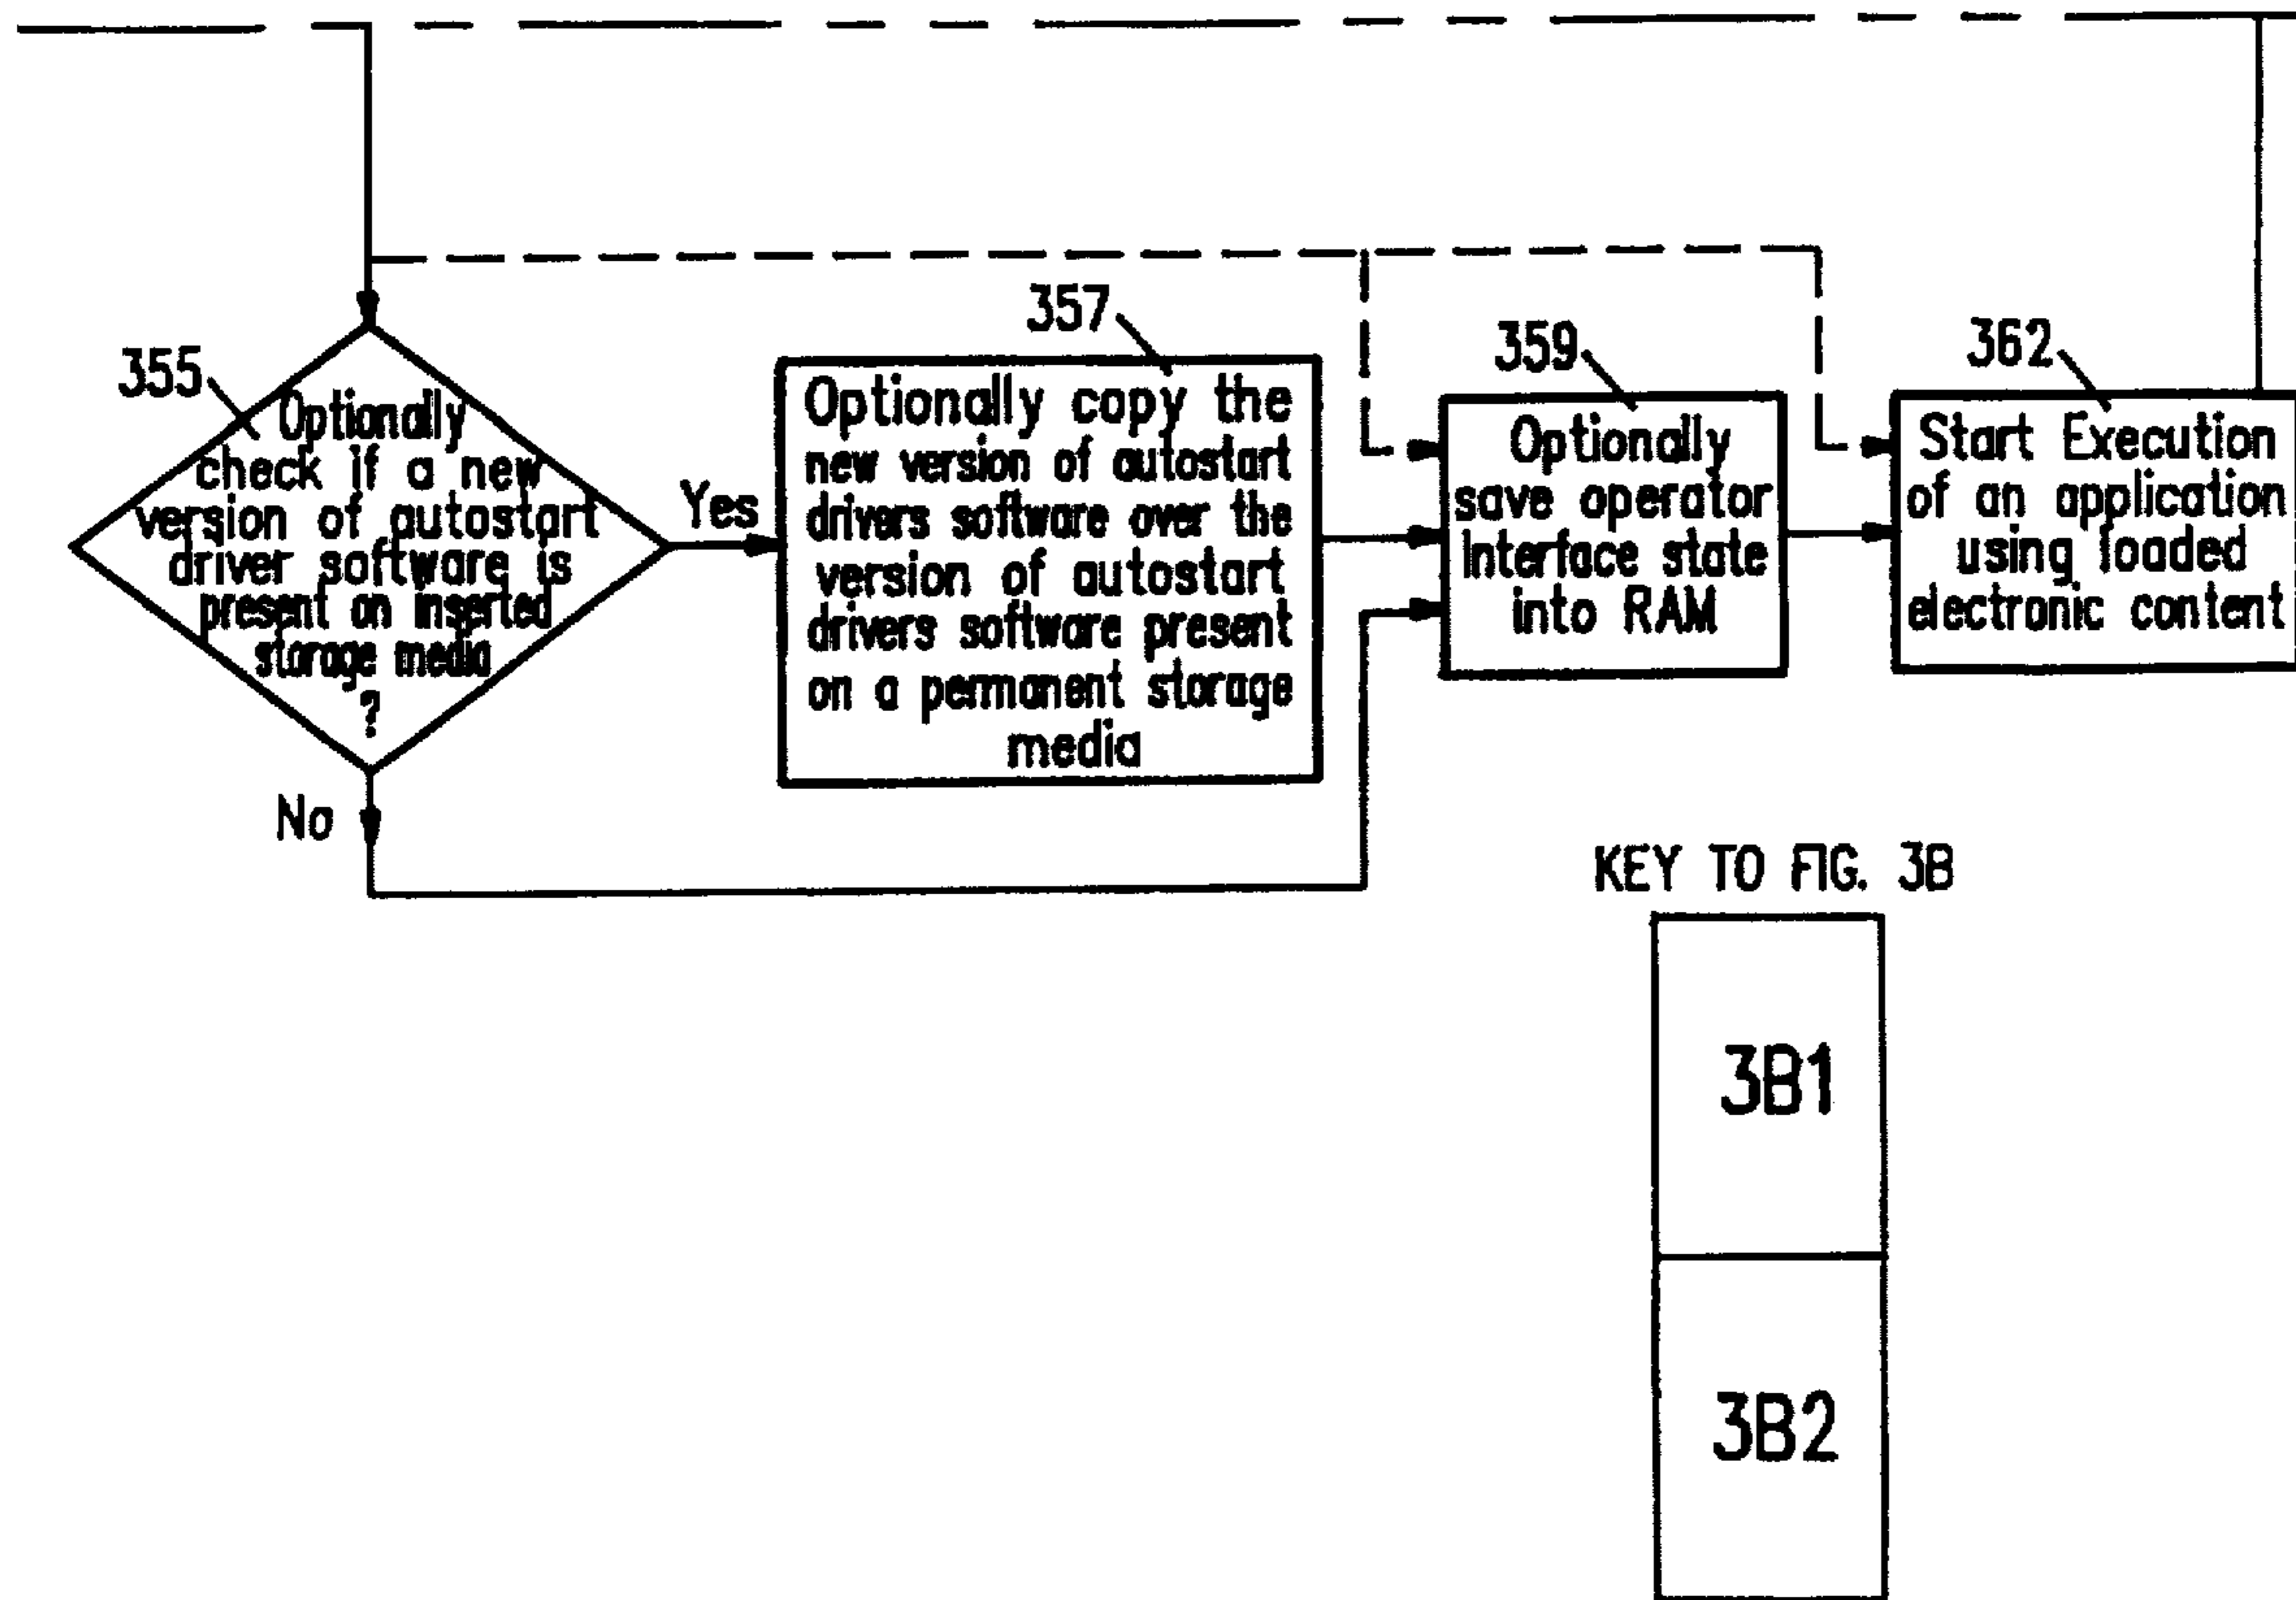 355
Optionally
check if a new
version of autostart
driver software is
present on inserted
storage media
?
Yes
No
357
Optionally copy the
new version of autostart
drivers software over the
version of autostart
drivers software present
on a permanent storage
media
359
Optionally
save operator
interface state
into RAM
362
Start Execution
of an application
using loaded
electronic content
KEY TO FIG. 3B
3B1
3B2